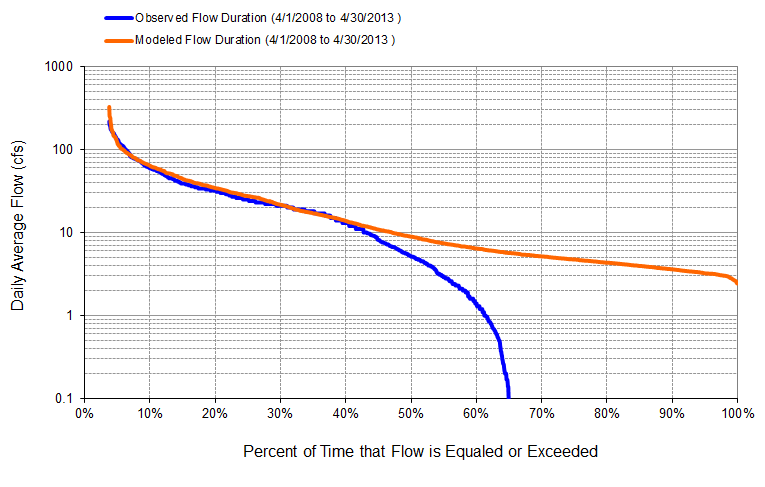 Observed Flow Duration (4/1/2008 to 4/30/2013 )
Modeled Flow Duration (4/1/2008 to 4/30/2013 )
1000
100
10
1
0.1
Daily Average Flow (cfs)
0% 10% 20% 30% 40% 50% 60% 70% 80% 90% 100%
Percent of Time that Flow is Equaled or Exceeded